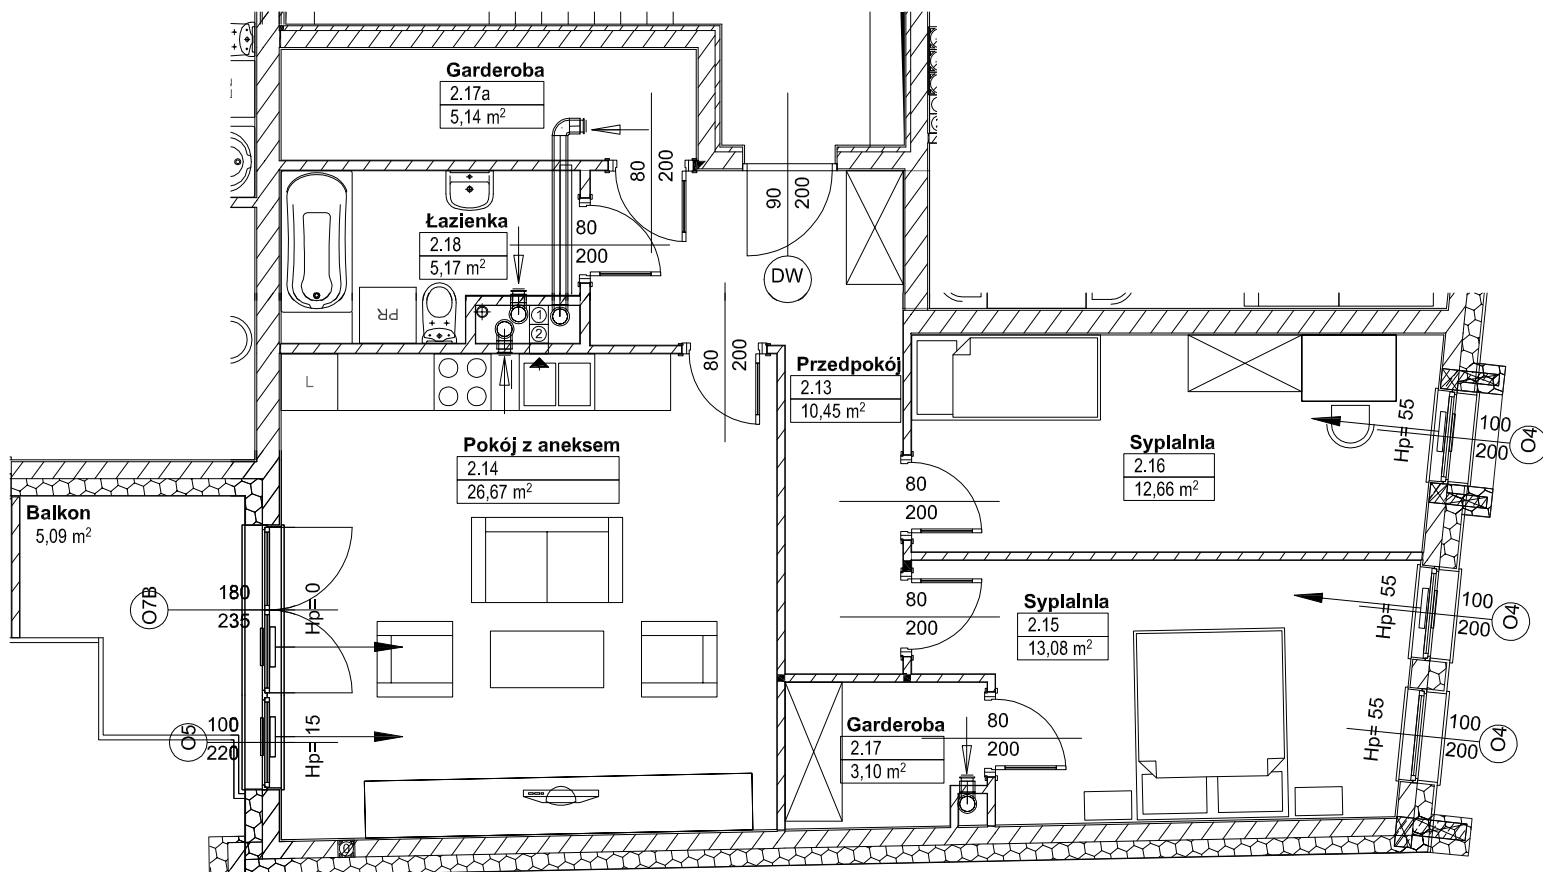 Garderoba
2.17a
5,14 m²
80
200
90
200
Łazienka
2.18
5,17 m²
80
200
DW
PR
1
2
L
80
200
Przedpokój
2.13
10,45 m²
Pokój z aneksem
2.14
26,67 m²
Sypialnia
2.16
12,66 m²
Hp= 55
100
200
O4
80
200
Balkon
5,09 m²
O7B
180
235
Hp= 0
80
200
Sypialnia
2.15
13,08 m²
Hp= 55
100
200
O4
O5
100
220
Hp= 15
Garderoba
2.17
3,10 m²
80
200
Hp= 55
100
200
O4